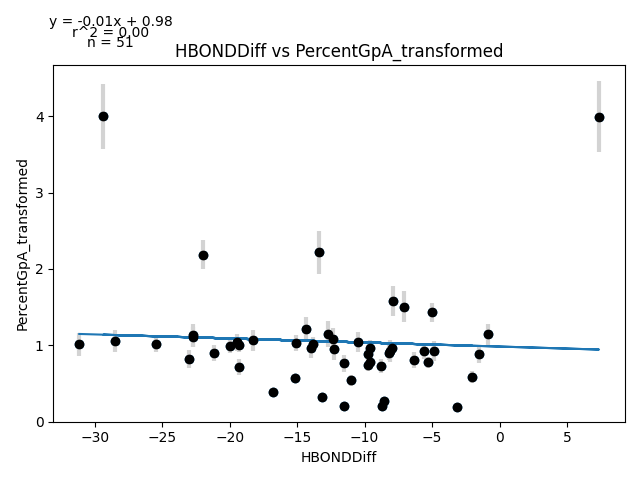 y = -0.01x + 0.98
r^2 = 0.00
n = 51
HBONDDiff vs PercentGpA_transformed
PercentGpA_transformed
4
3
2
1
0
−30
−25
−20
−15
−10
−5
0
5
HBONDDiff